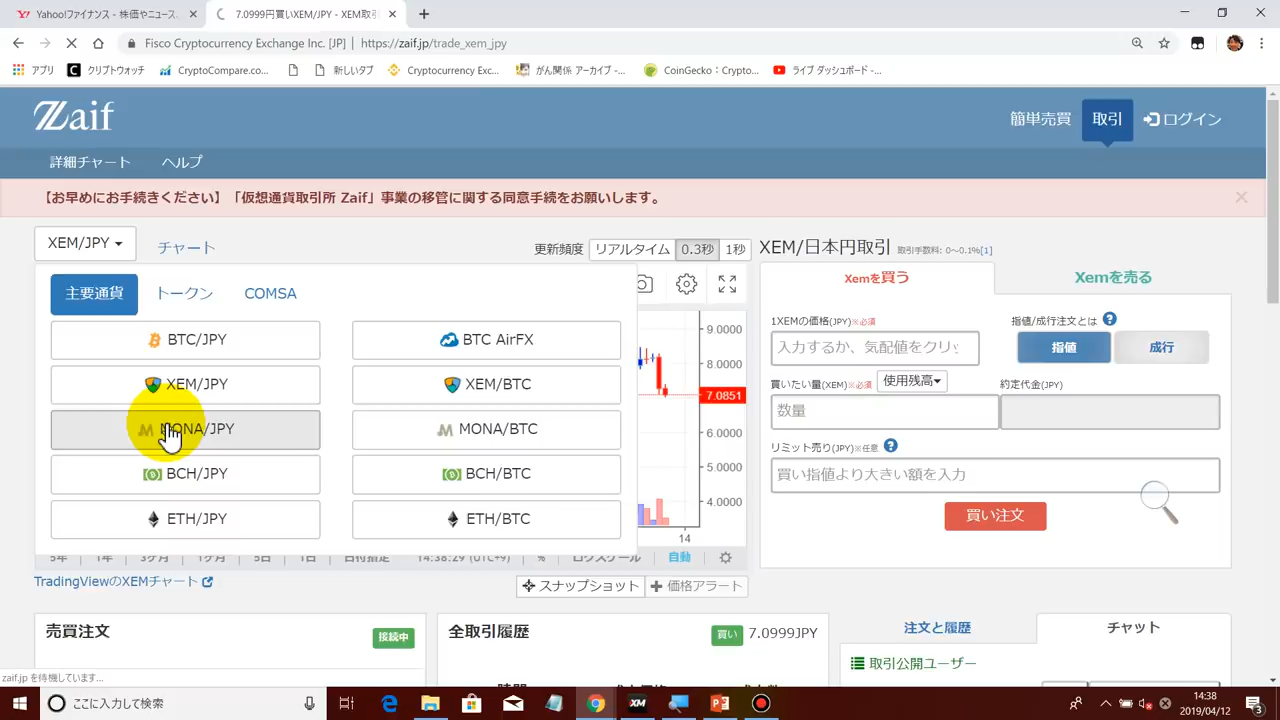 Yahoo!ファイナンス - 株価やニュース、
7.0999円買いXEM/JPY - XEM取引
Fisco Cryptocurrency Exchange Inc. [JP] | https://zaif.jp/trade_xem_jpy
アプリ クリプトウォッチ CryptoCompare.co... 新しいタブ Cryptocurrency Exc... がん関係 アーカイブ -... CoinGecko：Crypto... ライブ ダッシュボード -...
Zaif
簡単売買 取引 ログイン
詳細チャート ヘルプ
【お早めにお手続きください】「仮想通貨取引所 Zaif」事業の移管に関する同意手続をお願いします。
XEM/JPY チャート 更新頻度 リアルタイム 0.3秒 1秒
XEM/日本円取引 取引手数料: 0～0.1%[1]
主要通貨 トークン COMSA
Xemを買う Xemを売る
BTC/JPY BTC AirFX
XEM/JPY XEM/BTC
MONA/JPY MONA/BTC
BCH/JPY BCH/BTC
ETH/JPY ETH/BTC
9.0000
8.0000
7.0851
6.0000
5.0000
4.0000
14
1XEMの価格(JPY)※必須 指値/成行注文とは
入力するか、気配値をクリッ 指値 成行
買いたい量(XEM)※必須 使用残高 約定代金(JPY)
数量
リミット売り(JPY)※任意
買い指値より大きい額を入力
買い注文
5年 1年 3ヶ月 1ヶ月 5日 1日 日付指定 14:38:29 (UTC+9) % ログスケール 自動
TradingViewのXEMチャート スナップショット 価格アラート
売買注文 接続中
全取引履歴 買い 7.0999JPY
注文と履歴 チャット
取引公開ユーザー
zaif.jp を待機しています...
ここに入力して検索
XM
14:38
2019/04/12
3